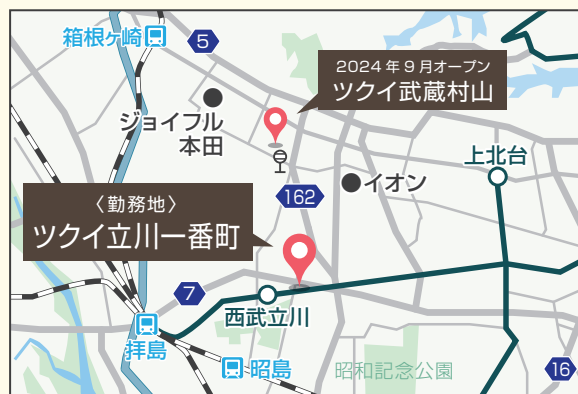 箱根ヶ崎
5
2024年9月オープン
ツクイ武蔵村山
ジョイフル
本田
上北台
162
イオン
〈勤務地〉
ツクイ立川一番町
7
西武立川
拝島
昭島
昭和記念公園
16